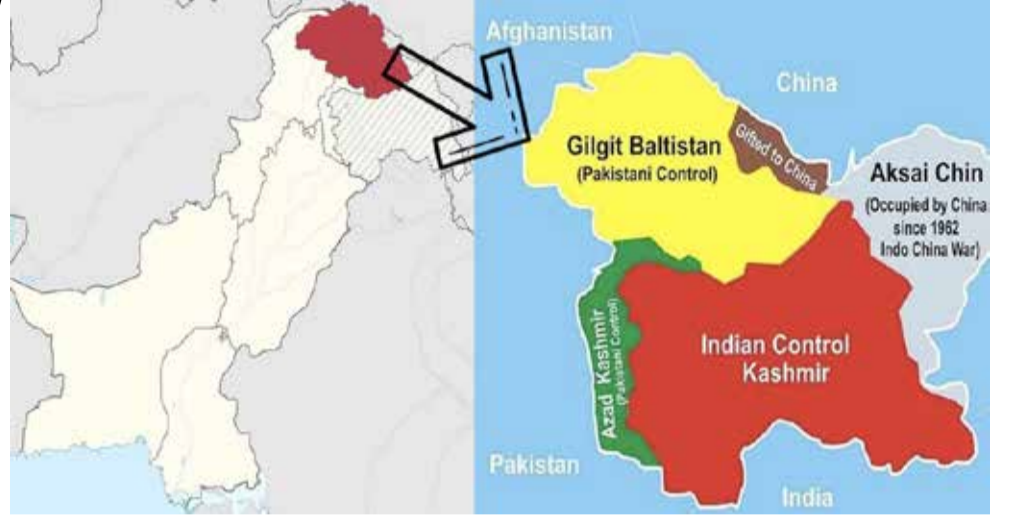 Afghanistan
China
Gilgit Baltistan
(Pakistani Control)
Gifted to China
Aksai Chin
(Occupied by China
since 1962
Indo China War)
Azad Kashmir
(Pakistani Control)
Indian Control
Kashmir
Pakistan
India